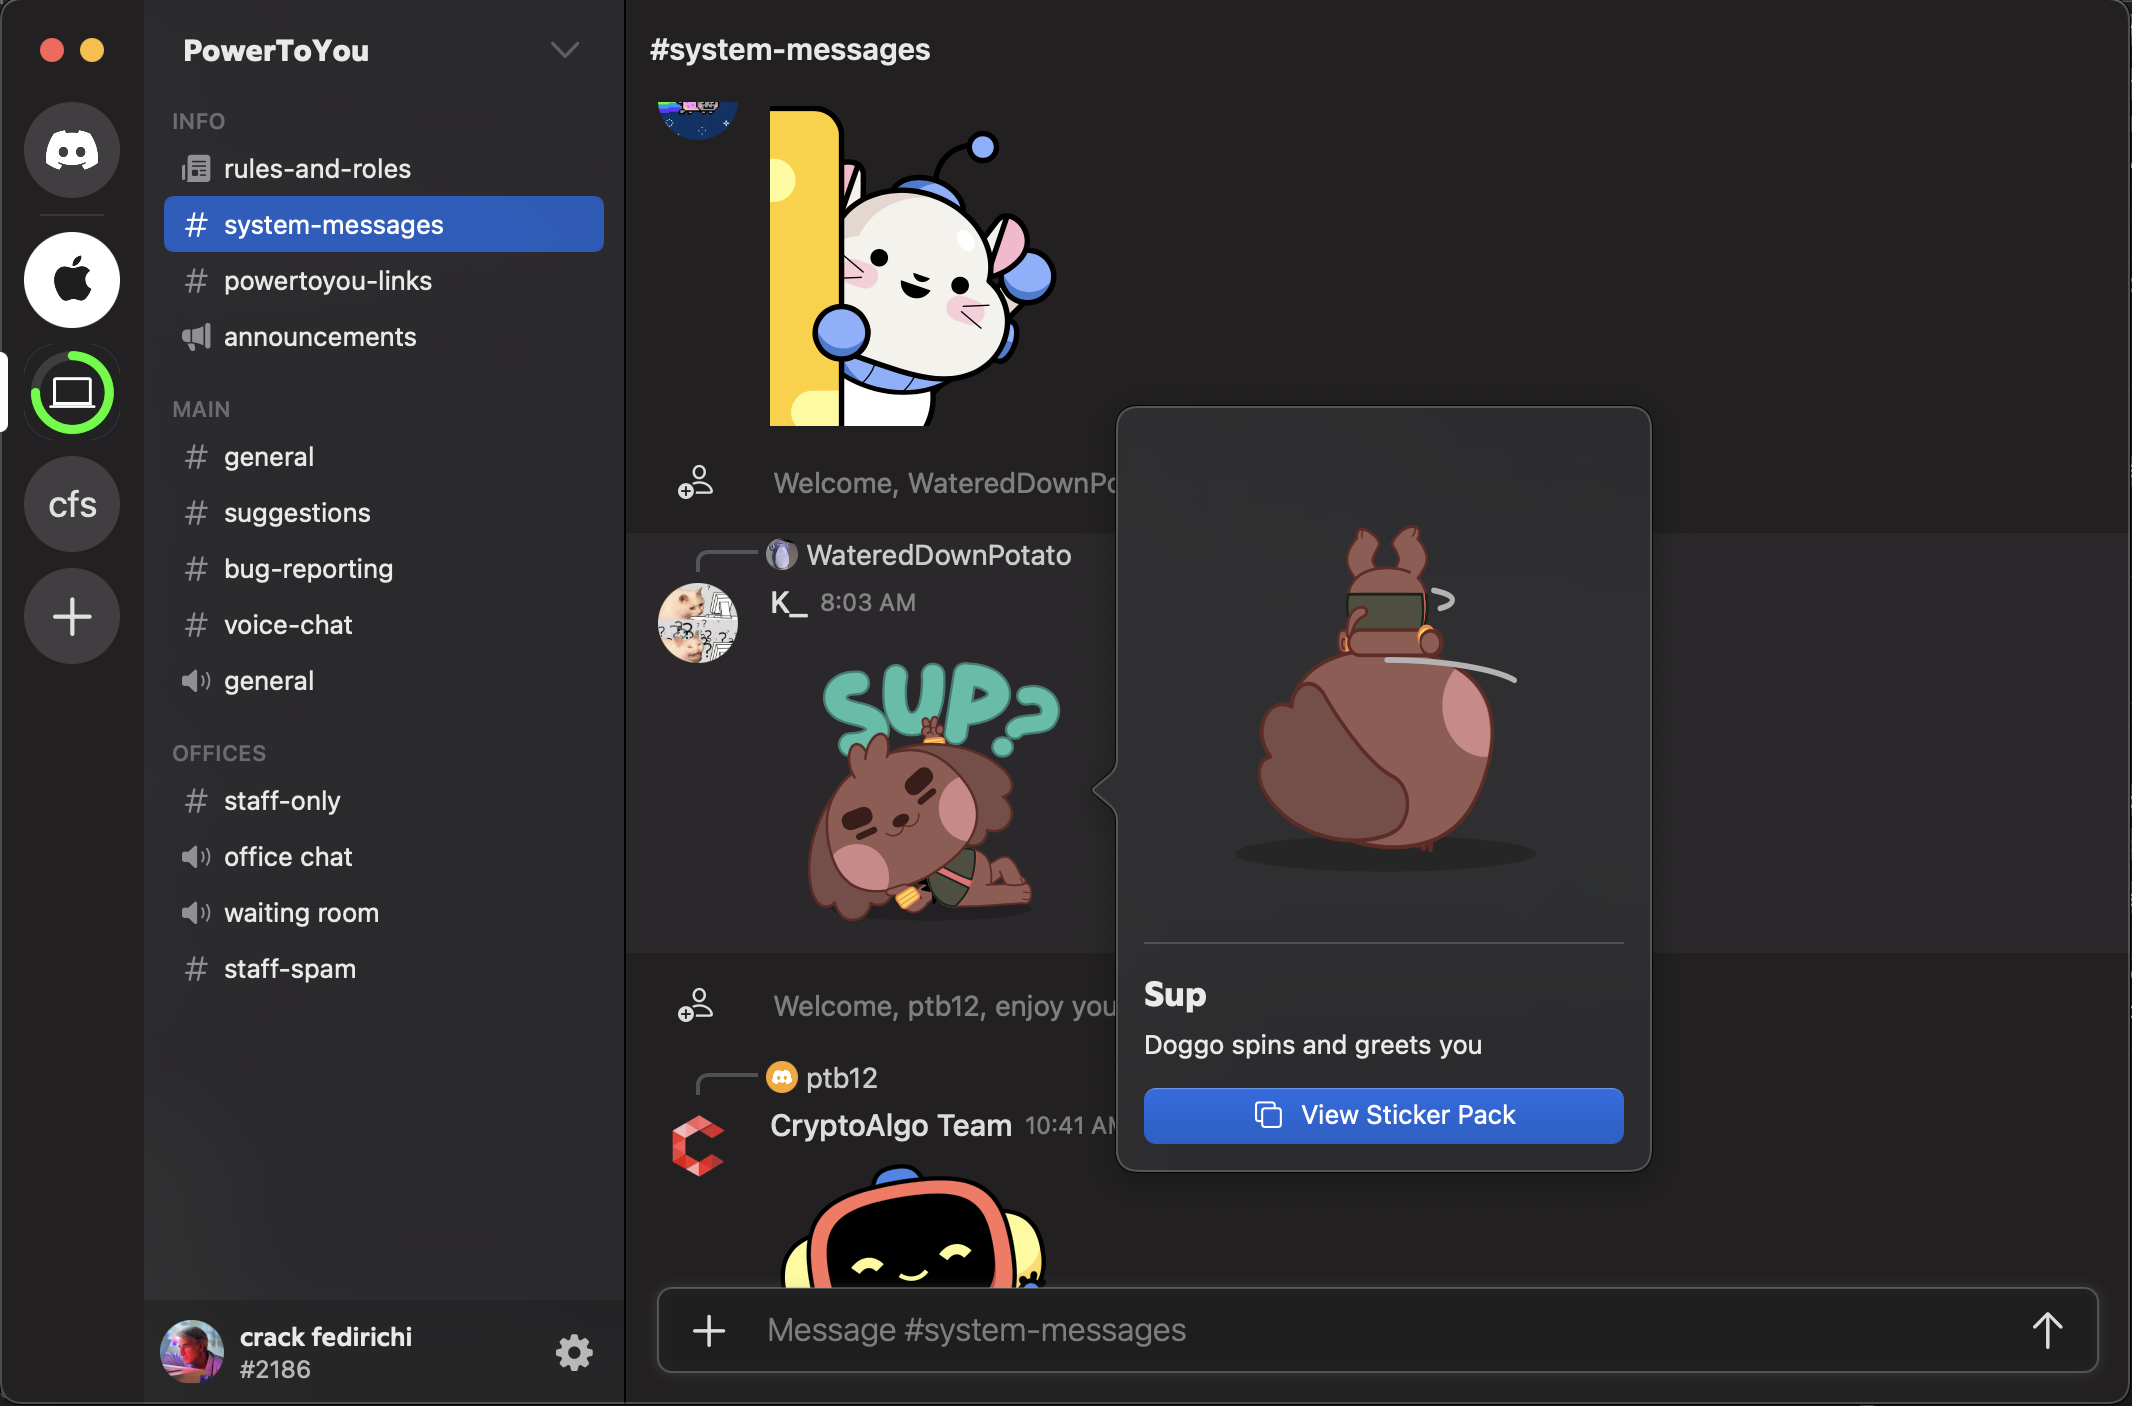 PowerToYou
INFO
rules-and-roles
# system-messages
# powertoyou-links
announcements
MAIN
# general
# suggestions
# bug-reporting
# voice-chat
general
OFFICES
# staff-only
office chat
waiting room
# staff-spam
cfs
crack fedirichi
#2186
#system-messages
Welcome, WateredDownPo
WateredDownPotato
K_ 8:03 AM
SUP?
Welcome, ptb12, enjoy you
ptb12
CryptoAlgo Team 10:41 AM
Sup
Doggo spins and greets you
View Sticker Pack
Message #system-messages